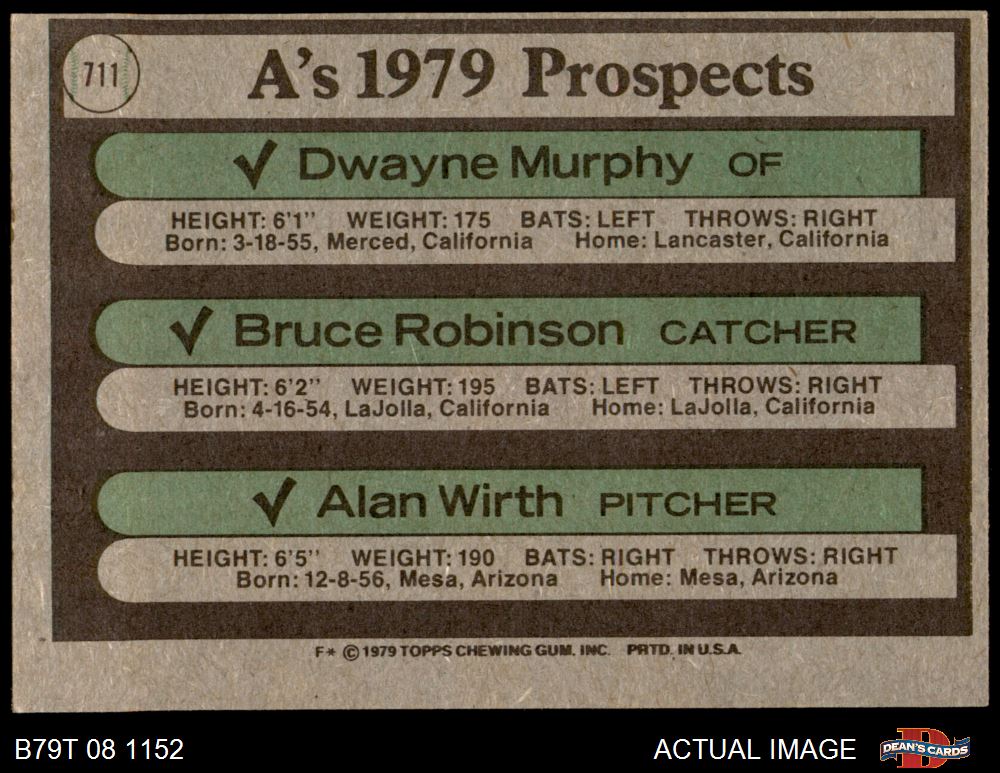 711
A's 1979 Prospects
✓ Dwayne Murphy OF
HEIGHT: 6'1" WEIGHT: 175 BATS: LEFT THROWS: RIGHT
Born: 3-18-55, Merced, California Home: Lancaster, California
✓ Bruce Robinson CATCHER
HEIGHT: 6'2" WEIGHT: 195 BATS: LEFT THROWS: RIGHT
Born: 4-16-54, LaJolla, California Home: LaJolla, California
✓ Alan Wirth PITCHER
HEIGHT: 6'5" WEIGHT: 190 BATS: RIGHT THROWS: RIGHT
Born: 12-8-56, Mesa, Arizona Home: Mesa, Arizona
F* © 1979 TOPPS CHEWING GUM, INC. PRTD. IN U.S.A.
B79T 08 1152
ACTUAL IMAGE
DEAN'S CARDS